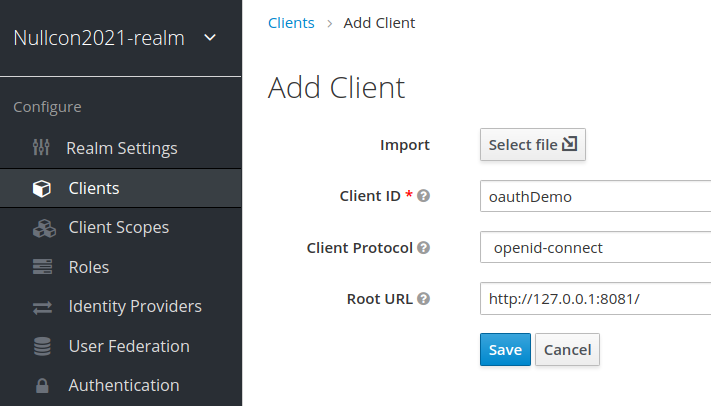 Nullcon2021-realm
Configure
Realm Settings
Clients
Client Scopes
Roles
Identity Providers
User Federation
Authentication
Clients > Add Client
Add Client
Import Select file
Client ID * oauthDemo
Client Protocol openid-connect
Root URL http://127.0.0.1:8081/
Save Cancel